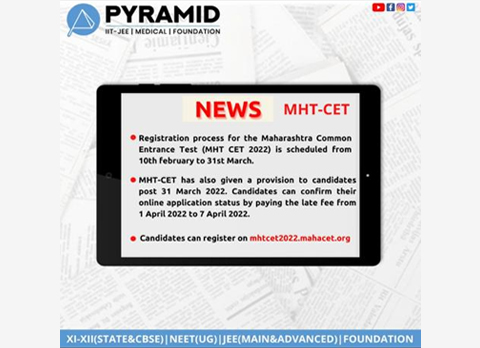 PYRAMID
IIT-JEE | MEDICAL | FOUNDATION
NEWS MHT-CET
Registration process for the Maharashtra Common
Entrance Test (MHT CET 2022) is scheduled from
10th february to 31st March.
MHT-CET has also given a provision to candidates
post 31 March 2022. Candidates can confirm their
online application status by paying the late fee from
1 April 2022 to 7 April 2022.
Candidates can register on mhtcet2022.mahacet.org
XI-XII(STATE&CBSE)|NEET(UG)|JEE(MAIN&ADVANCED)|FOUNDATION